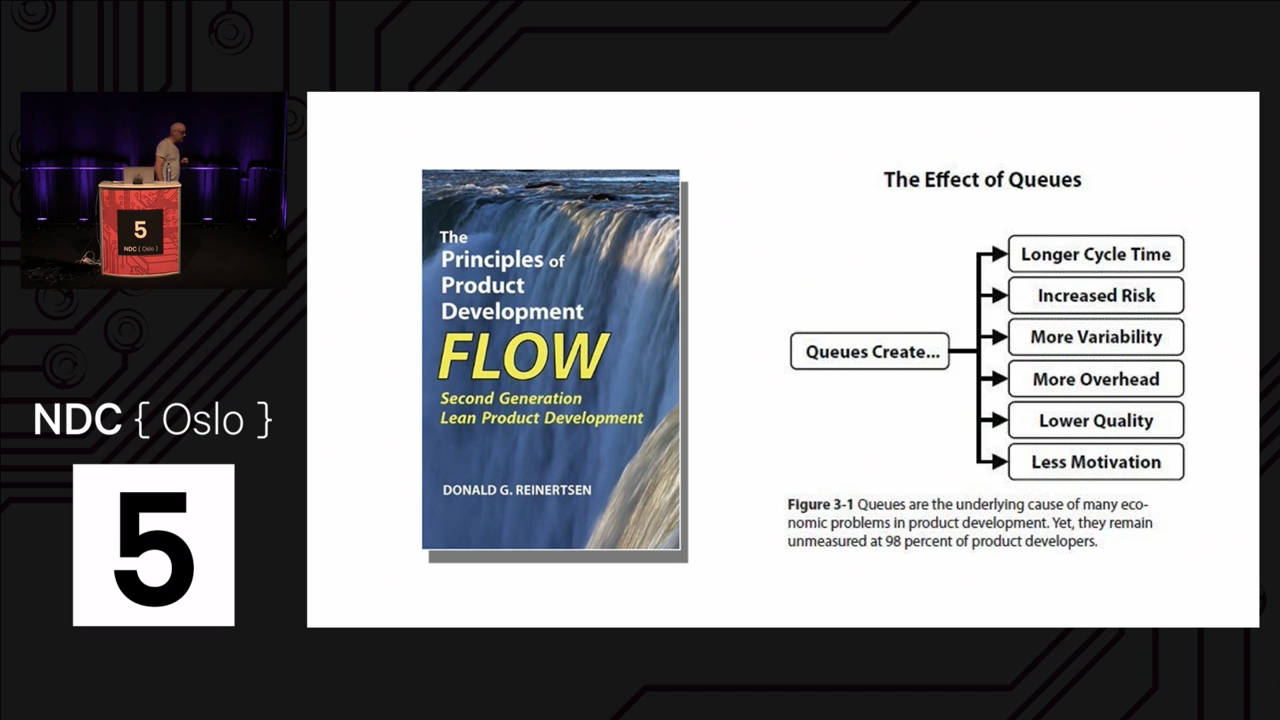 5
NDC { Oslo }
NDC { Oslo }
5
The
Principles of
Product
Development
FLOW
Second Generation
Lean Product Development
DONALD G. REINERTSEN
The Effect of Queues
Queues Create...
Longer Cycle Time
Increased Risk
More Variability
More Overhead
Lower Quality
Less Motivation
Figure 3-1 Queues are the underlying cause of many eco-
nomic problems in product development. Yet, they remain
unmeasured at 98 percent of product developers.